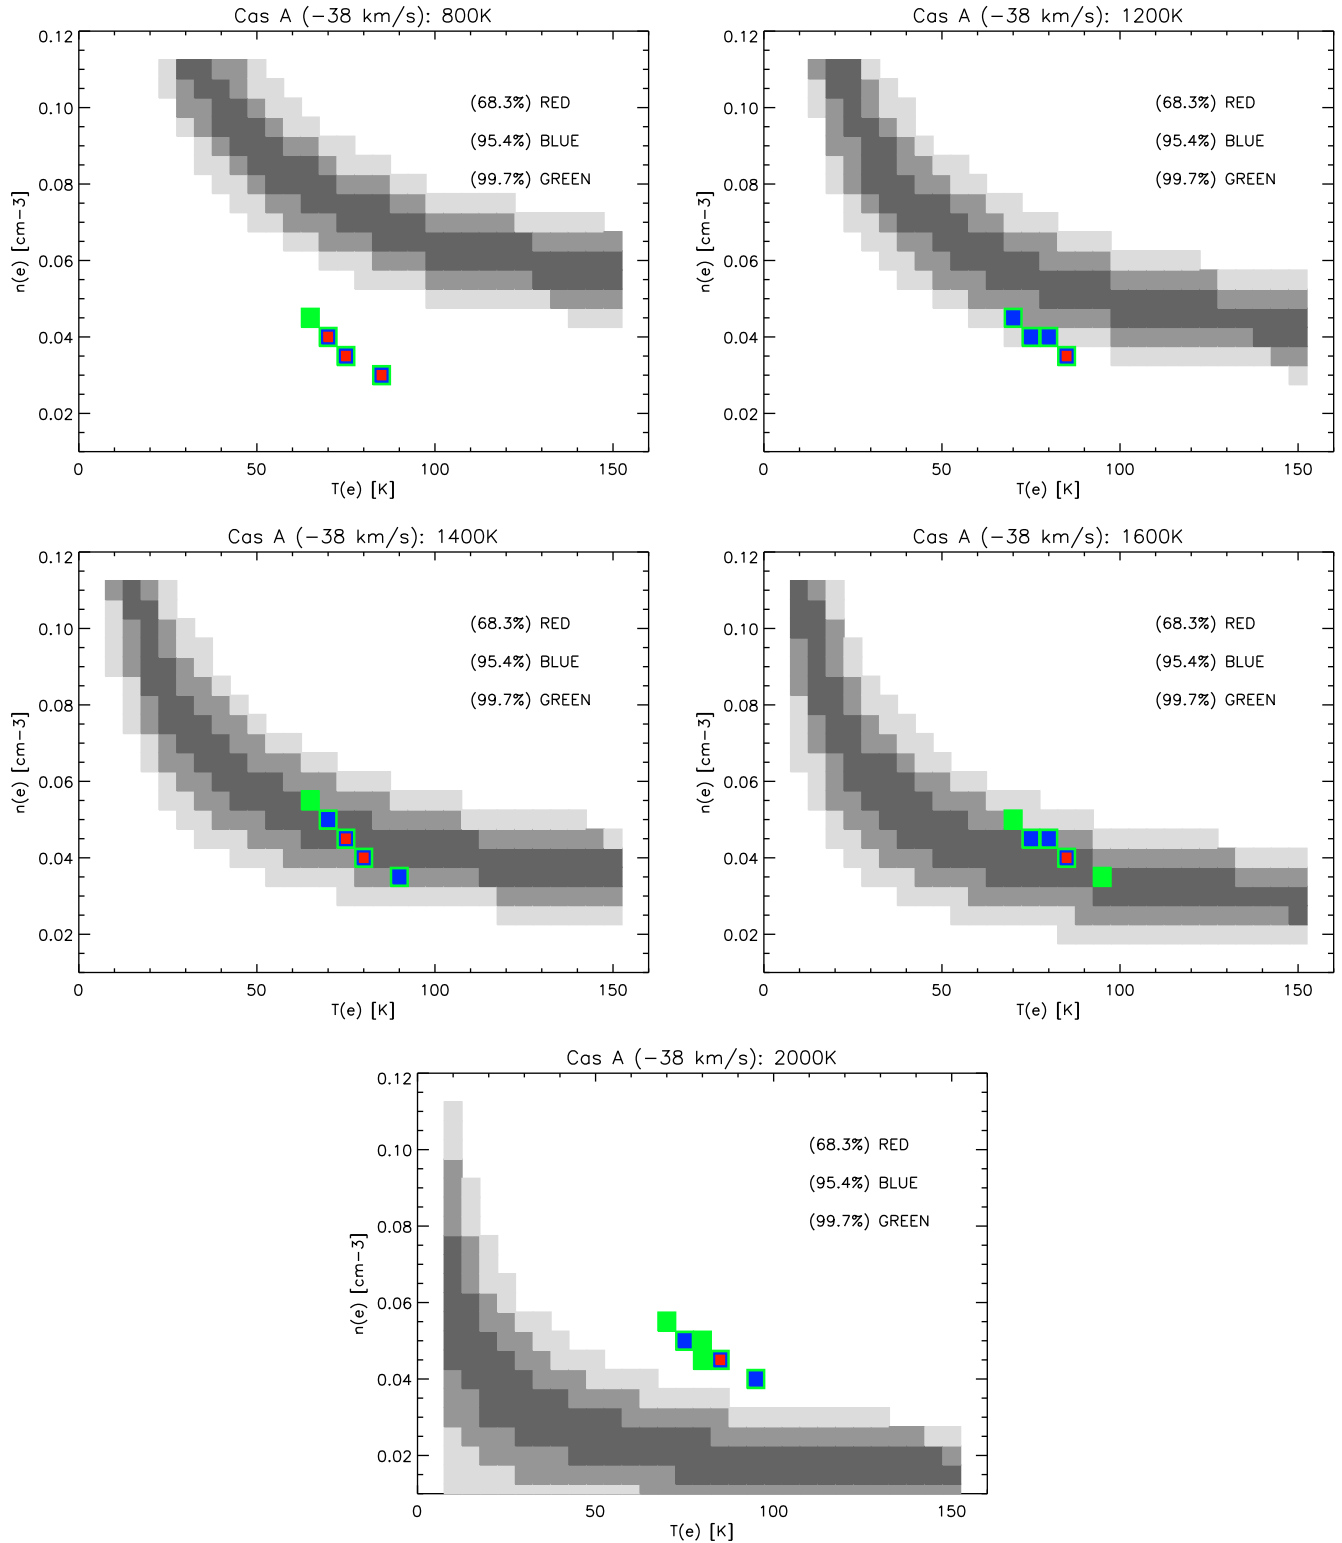 Cas A (−38 km/s): 800K
0.12
0.10
0.08
0.06
0.04
0.02
n(e) [cm−3]
(68.3%) RED
(95.4%) BLUE
(99.7%) GREEN
0 50 100 150
T(e) [K]
Cas A (−38 km/s): 1200K
0.12
0.10
0.08
0.06
0.04
0.02
n(e) [cm−3]
(68.3%) RED
(95.4%) BLUE
(99.7%) GREEN
0 50 100 150
T(e) [K]
Cas A (−38 km/s): 1400K
0.12
0.10
0.08
0.06
0.04
0.02
n(e) [cm−3]
(68.3%) RED
(95.4%) BLUE
(99.7%) GREEN
0 50 100 150
T(e) [K]
Cas A (−38 km/s): 1600K
0.12
0.10
0.08
0.06
0.04
0.02
n(e) [cm−3]
(68.3%) RED
(95.4%) BLUE
(99.7%) GREEN
0 50 100 150
T(e) [K]
Cas A (−38 km/s): 2000K
0.12
0.10
0.08
0.06
0.04
0.02
n(e) [cm−3]
(68.3%) RED
(95.4%) BLUE
(99.7%) GREEN
0 50 100 150
T(e) [K]